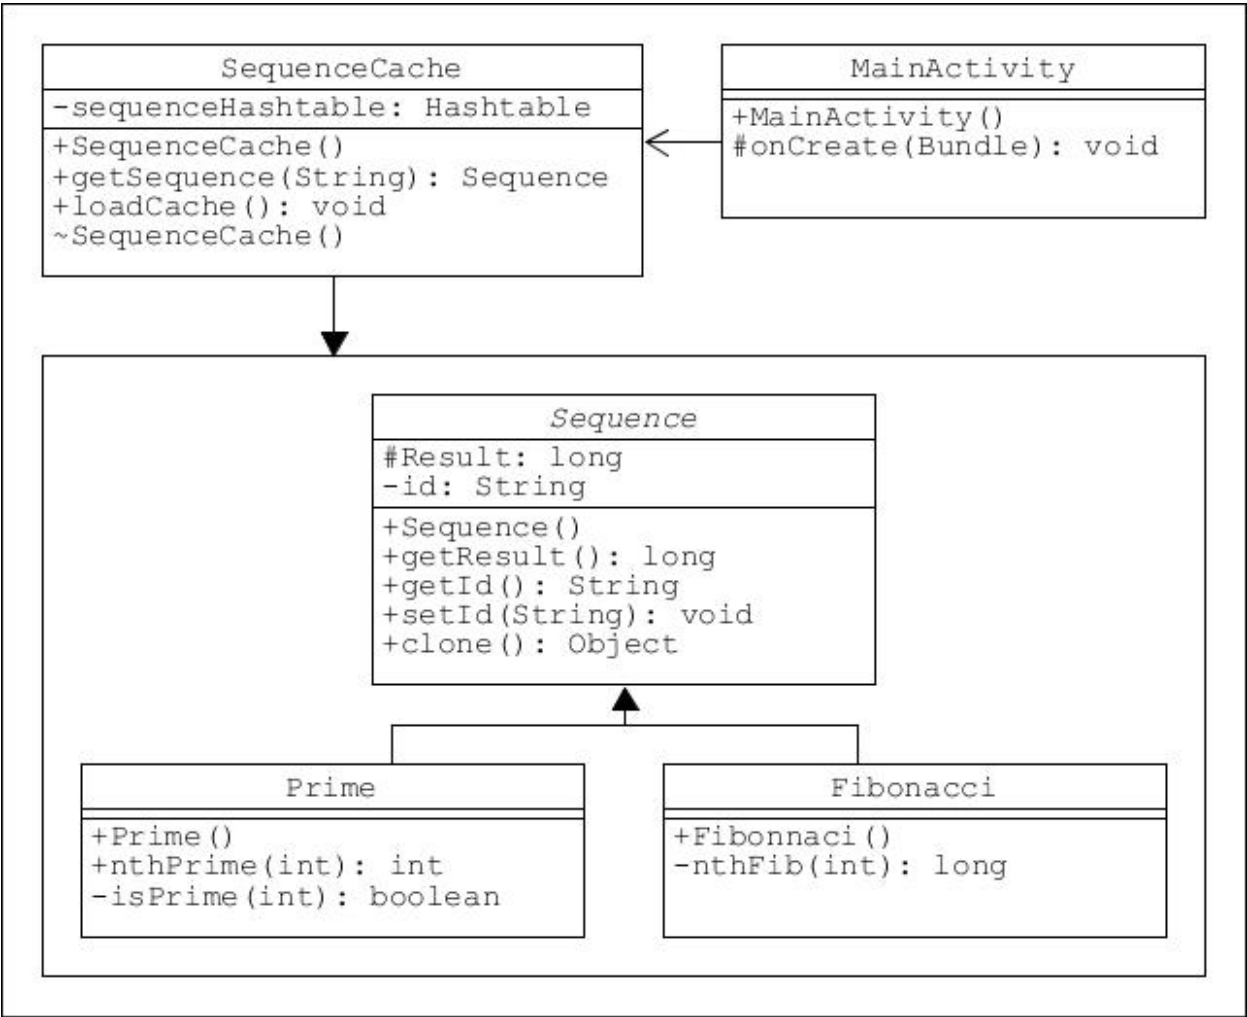 SequenceCache
-sequenceHashtable: Hashtable
+SequenceCache()
+getSequence(String): Sequence
+loadCache(): void
~SequenceCache()
MainActivity
+MainActivity()
#onCreate(Bundle): void
Sequence
#Result: long
-id: String
+Sequence()
+getResult(): long
+getId(): String
+setId(String): void
+clone(): Object
Prime
+Prime()
+nthPrime(int): int
-isPrime(int): boolean
Fibonacci
+Fibonnaci()
-nthFib(int): long